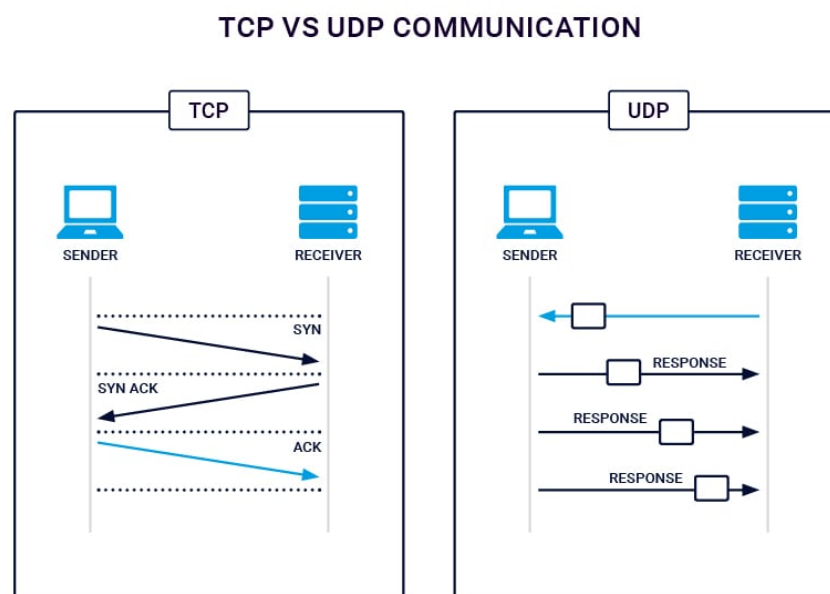 TCP VS UDP COMMUNICATION
TCP
SENDER
RECEIVER
SYN
SYN ACK
ACK
UDP
SENDER
RECEIVER
RESPONSE
RESPONSE
RESPONSE